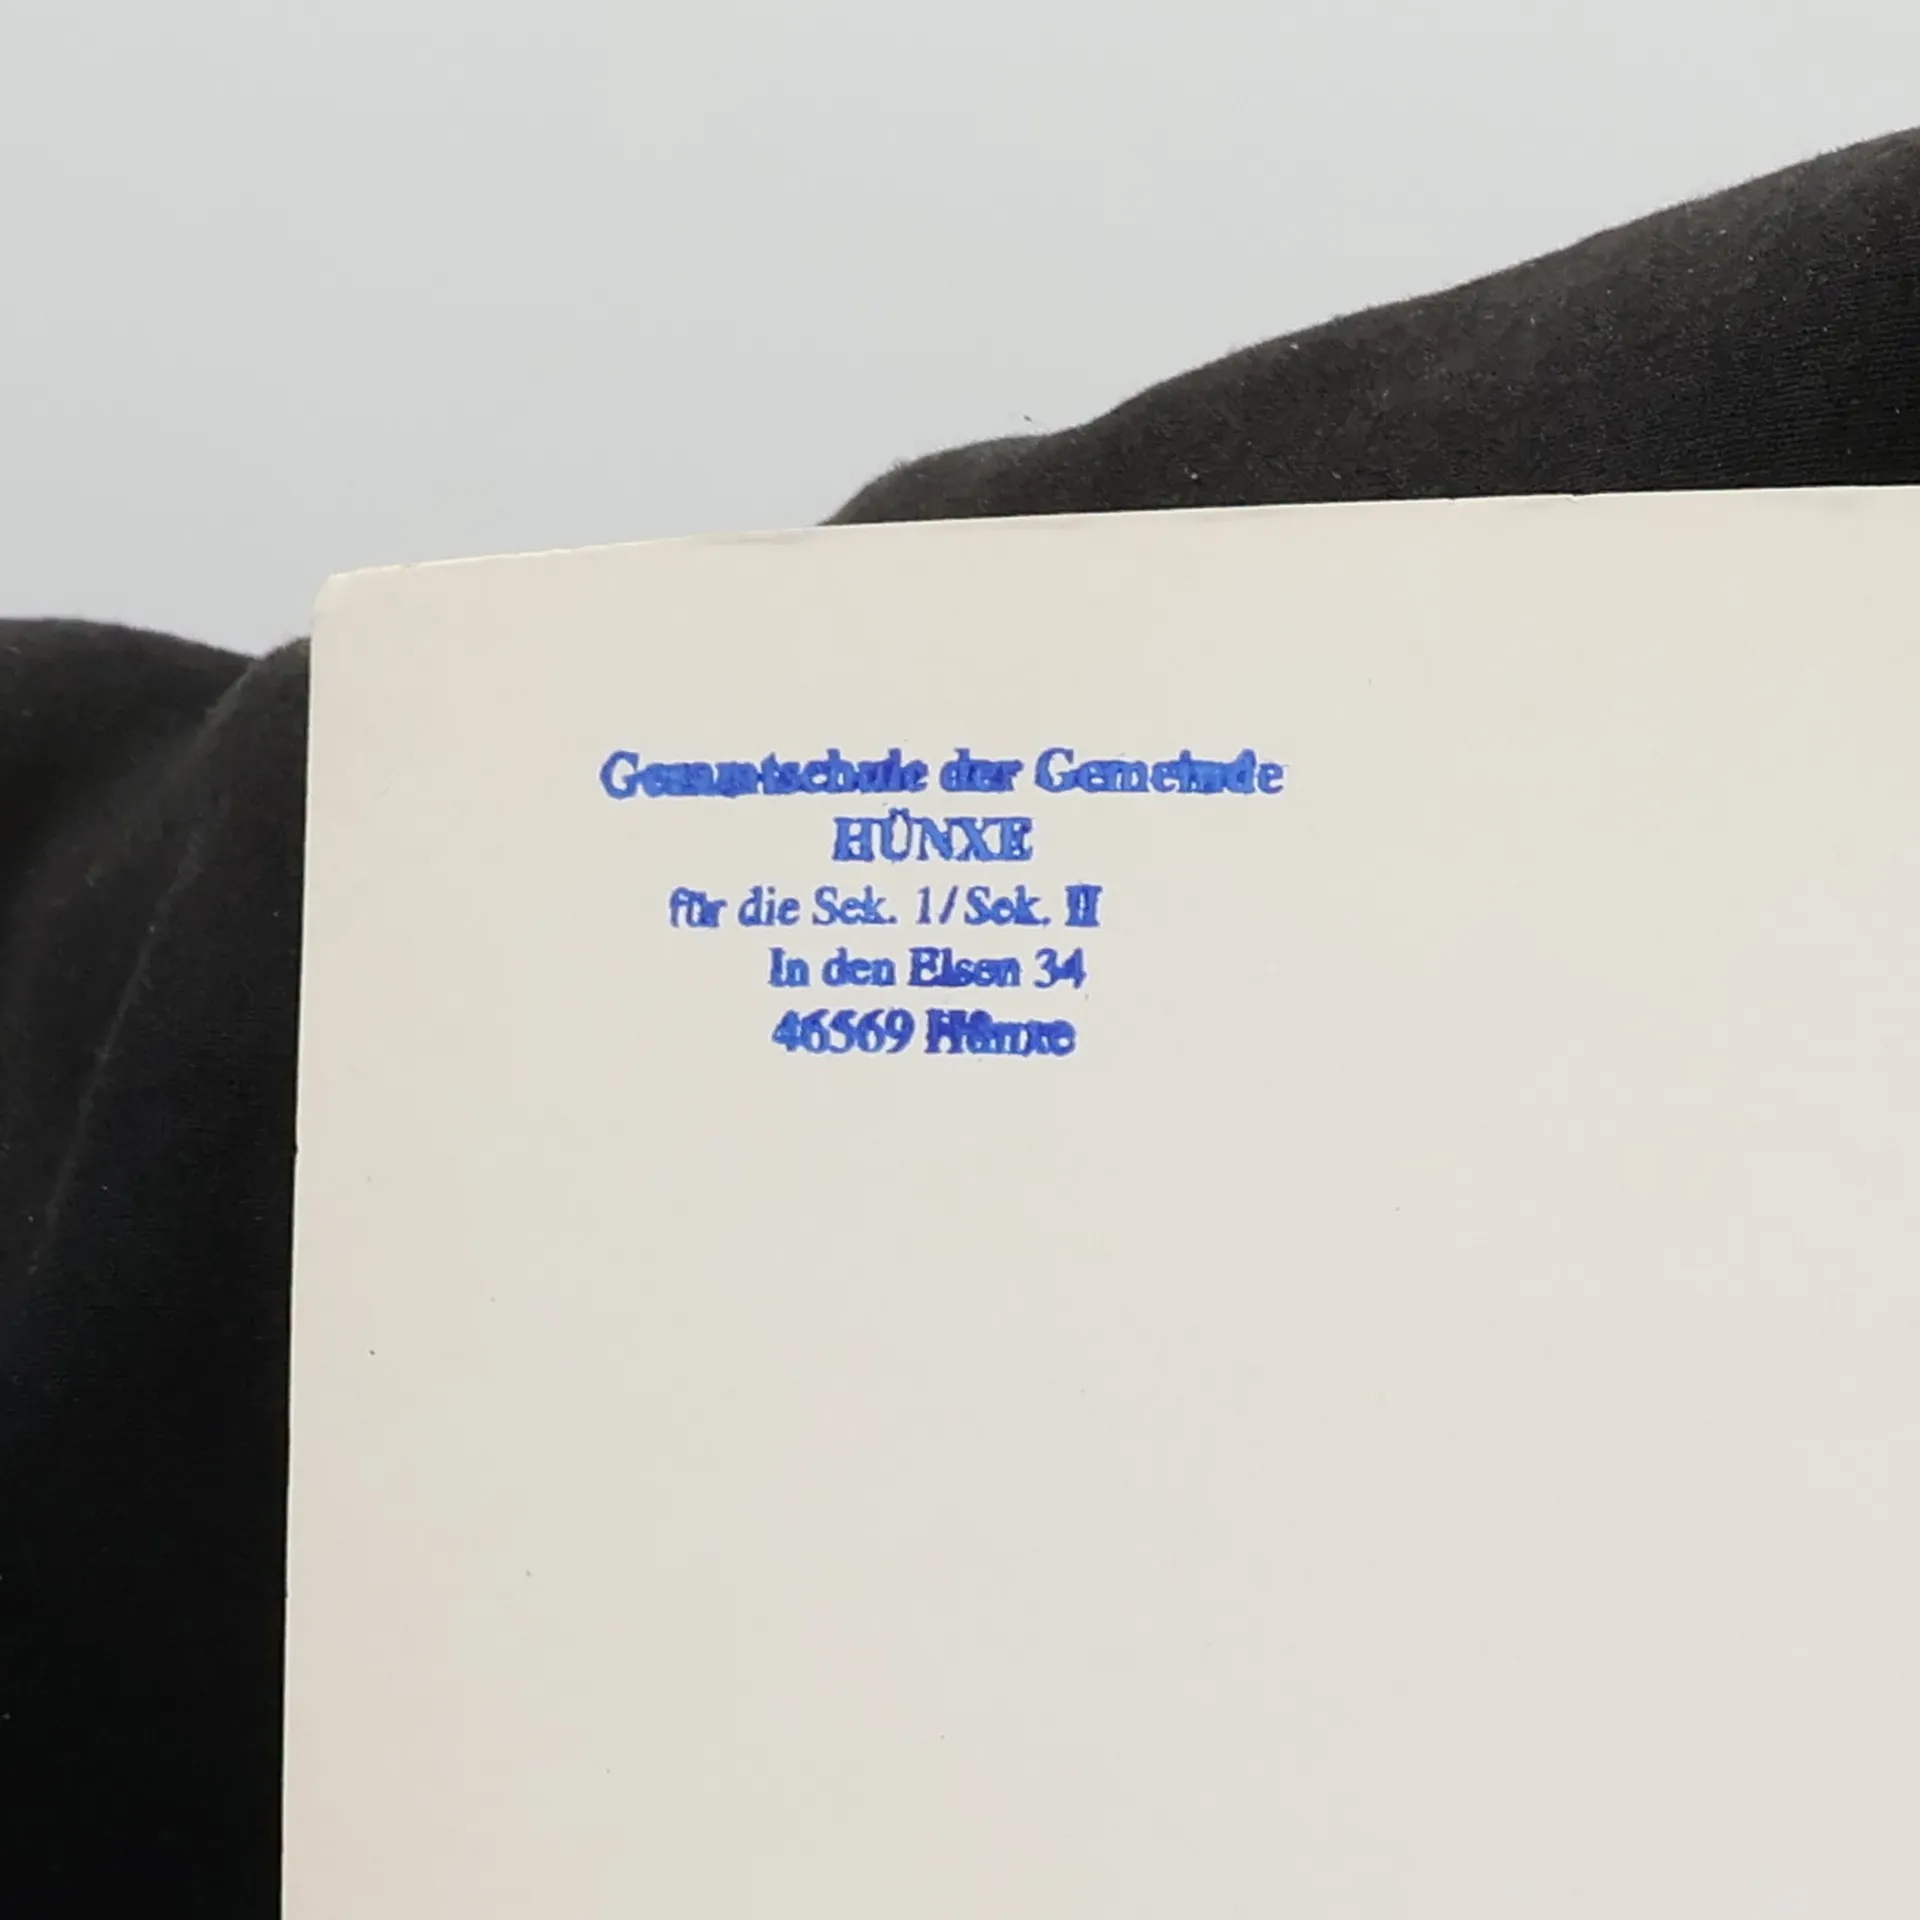 Gesamtschule der Gemeinde
HÜNXE
für die Sek. 1/Sek. II
In den Elsen 34
46569 Hünxe